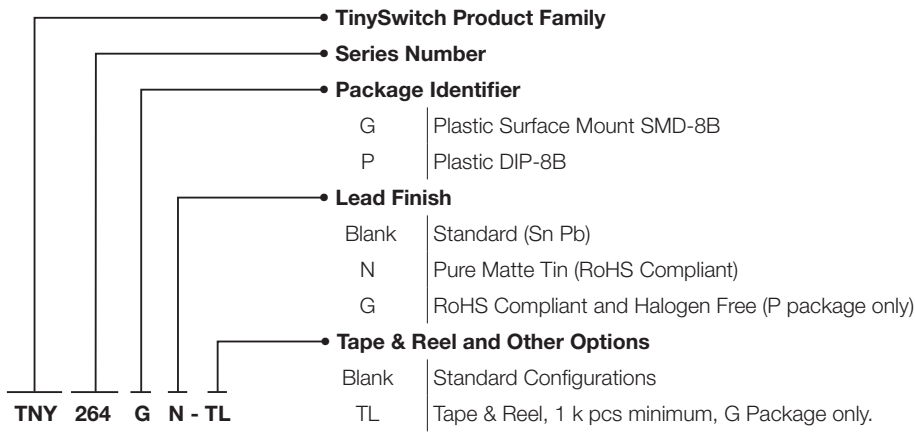 TinySwitch Product Family
Series Number
Package Identifier
G Plastic Surface Mount SMD-8B
P Plastic DIP-8B
Lead Finish
Blank Standard (Sn Pb)
N Pure Matte Tin (RoHS Compliant)
G RoHS Compliant and Halogen Free (P package only)
Tape & Reel and Other Options
Blank Standard Configurations
TNY 264 G N - TL TL Tape & Reel, 1 k pcs minimum, G Package only.